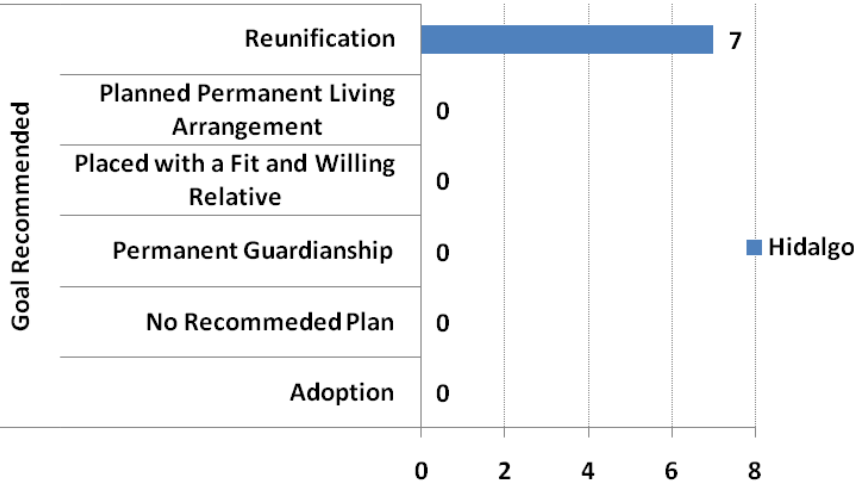 Goal Recommended
Reunification
7
Planned Permanent Living
Arrangement
0
Placed with a Fit and Willing
Relative
0
Permanent Guardianship
0
No Recommeded Plan
0
Adoption
0
Hidalgo
0 2 4 6 8